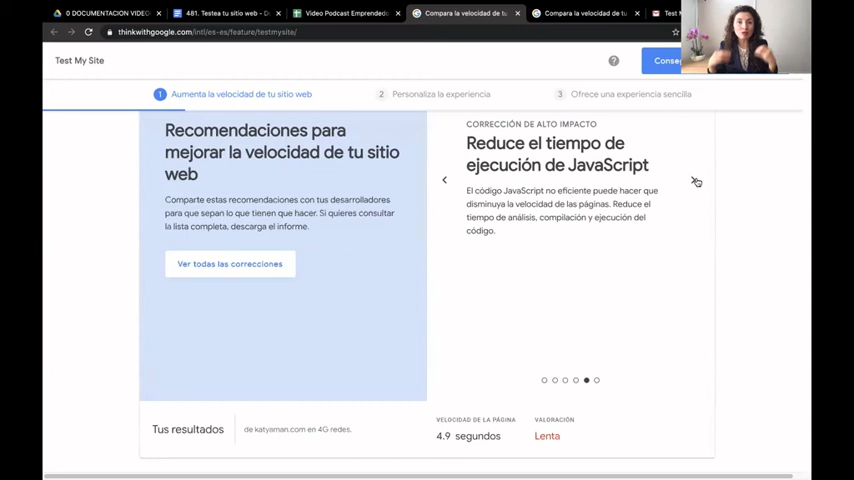 0 DOCUMENTACION VIDEO
481. Testea tu sitio web - D
Video Podcast Emprended
Compara la velocidad de tu
Compara la velocidad de tu
Test M
thinkwithgoogle.com/intl/es-es/feature/testmysite/
Test My Site
Conse
1 Aumenta la velocidad de tu sitio web
2 Personaliza la experiencia
3 Ofrece una experiencia sencilla
Recomendaciones para
mejorar la velocidad de tu sitio
web
Comparte estas recomendaciones con tus desarrolladores
para que sepan lo que tienen que hacer. Si quieres consultar
la lista completa, descarga el informe.
Ver todas las correcciones
CORRECCIÓN DE ALTO IMPACTO
Reduce el tiempo de
ejecución de JavaScript
El código JavaScript no eficiente puede hacer que
disminuya la velocidad de las páginas. Reduce el
tiempo de análisis, compilación y ejecución del
código.
Tus resultados
de katyaman.com en 4G redes.
VELOCIDAD DE LA PÁGINA
4.9 segundos
VALORACIÓN
Lenta